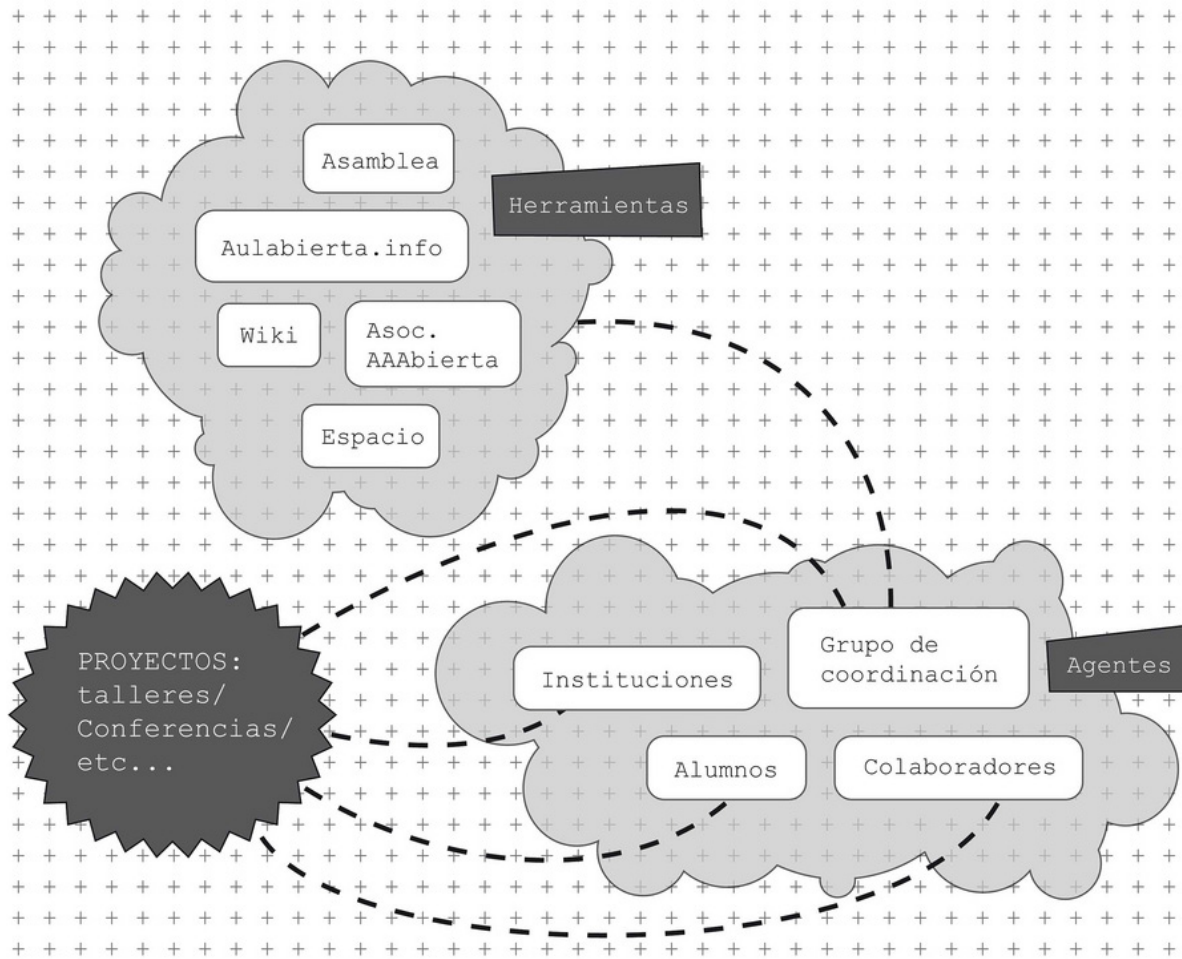 Asamblea
Herramientas
Aulabierta.info
Wiki
Asoc.
AAAbierta
Espacio
PROYECTOS:
talleres/
Conferencias/
etc...
Instituciones
Grupo de
coordinación
Agentes
Alumnos
Colaboradores